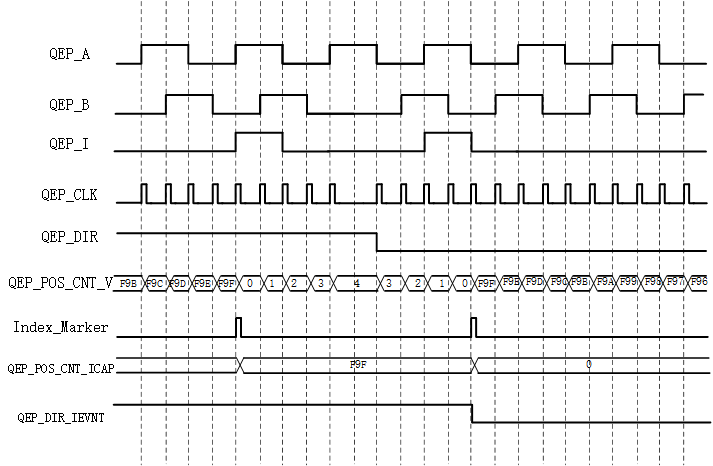 QEP_A
QEP_B
QEP_I
QEP_CLK
QEP_DIR
QEP_POS_CNT_V F9B F9C F9D F9E F9F 0 1 2 3 4 3 2 1 0 F9F F9E F9D F9C F9B F9A F99 F98 F97 F96
Index_Marker
QEP_POS_CNT_ICAP F9F 0
QEP_DIR_IEVNT